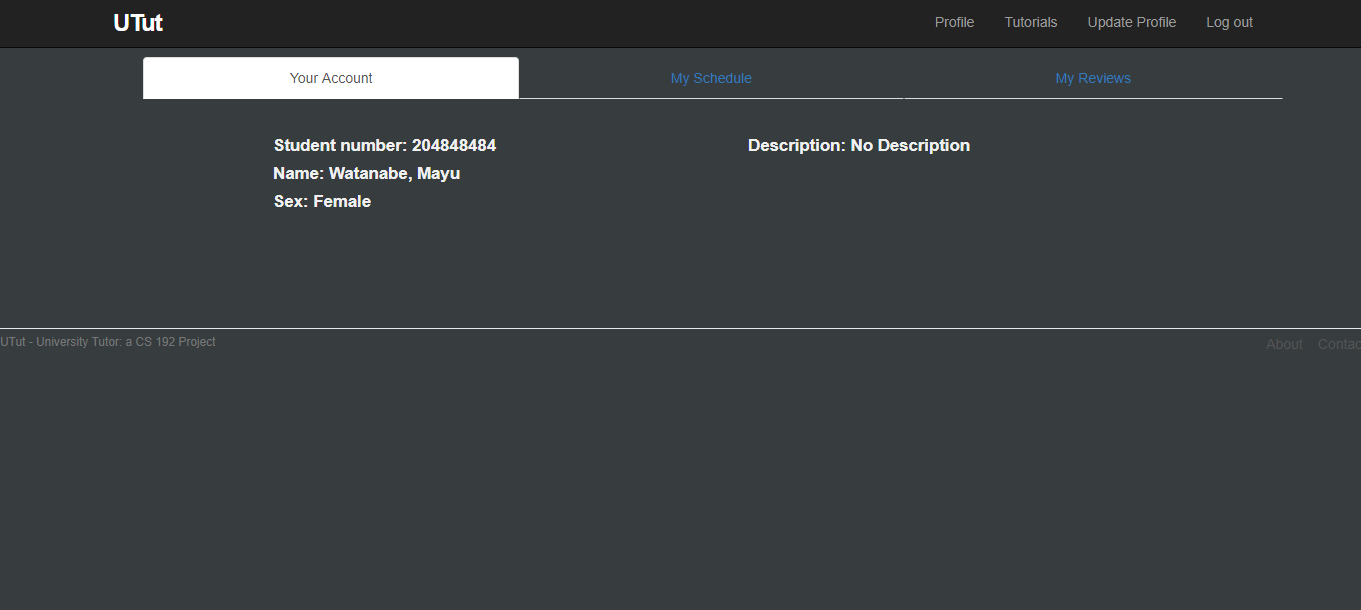 UTut
Profile Tutorials Update Profile Log out
Your Account My Schedule My Reviews
Student number: 204848484
Name: Watanabe, Mayu
Sex: Female
Description: No Description
UTut - University Tutor: a CS 192 Project
About Contac